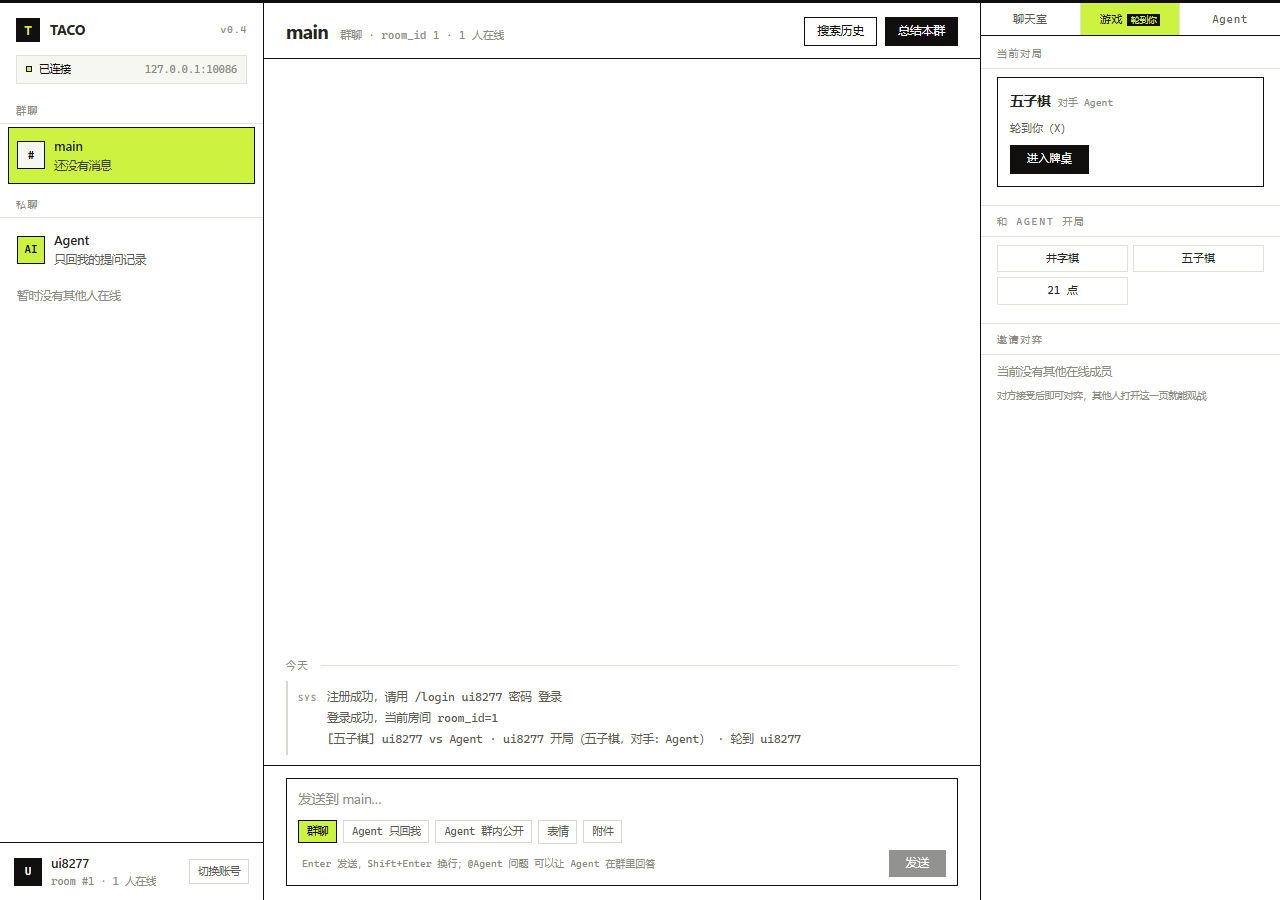 T TACO v0.4
已连接 127.0.0.1:10086
群聊
# main
还没有消息
私聊
AI Agent
只回我的提问记录
暂时没有其他人在线
U ui8277
room #1 · 1 人在线
切换账号
main 群聊 · room_id 1 · 1 人在线
搜索历史 总结本群
今天
SYS 注册成功，请用 /login ui8277 密码 登录
登录成功，当前房间 room_id=1
[五子棋] ui8277 vs Agent · ui8277 开局（五子棋，对手: Agent） · 轮到 ui8277
发送到 main...
群聊 Agent 只回我 Agent 群内公开 表情 附件
Enter 发送，Shift+Enter 换行；@Agent 问题 可以让 Agent 在群里回答
发送
聊天室 游戏 轮到你 Agent
当前对局
五子棋 对手 Agent
轮到你（X）
进入牌桌
和 AGENT 开局
井字棋 五子棋
21 点
邀请对弈
当前没有其他在线成员
对方接受后即可对弈，其他人打开这一页就能观战